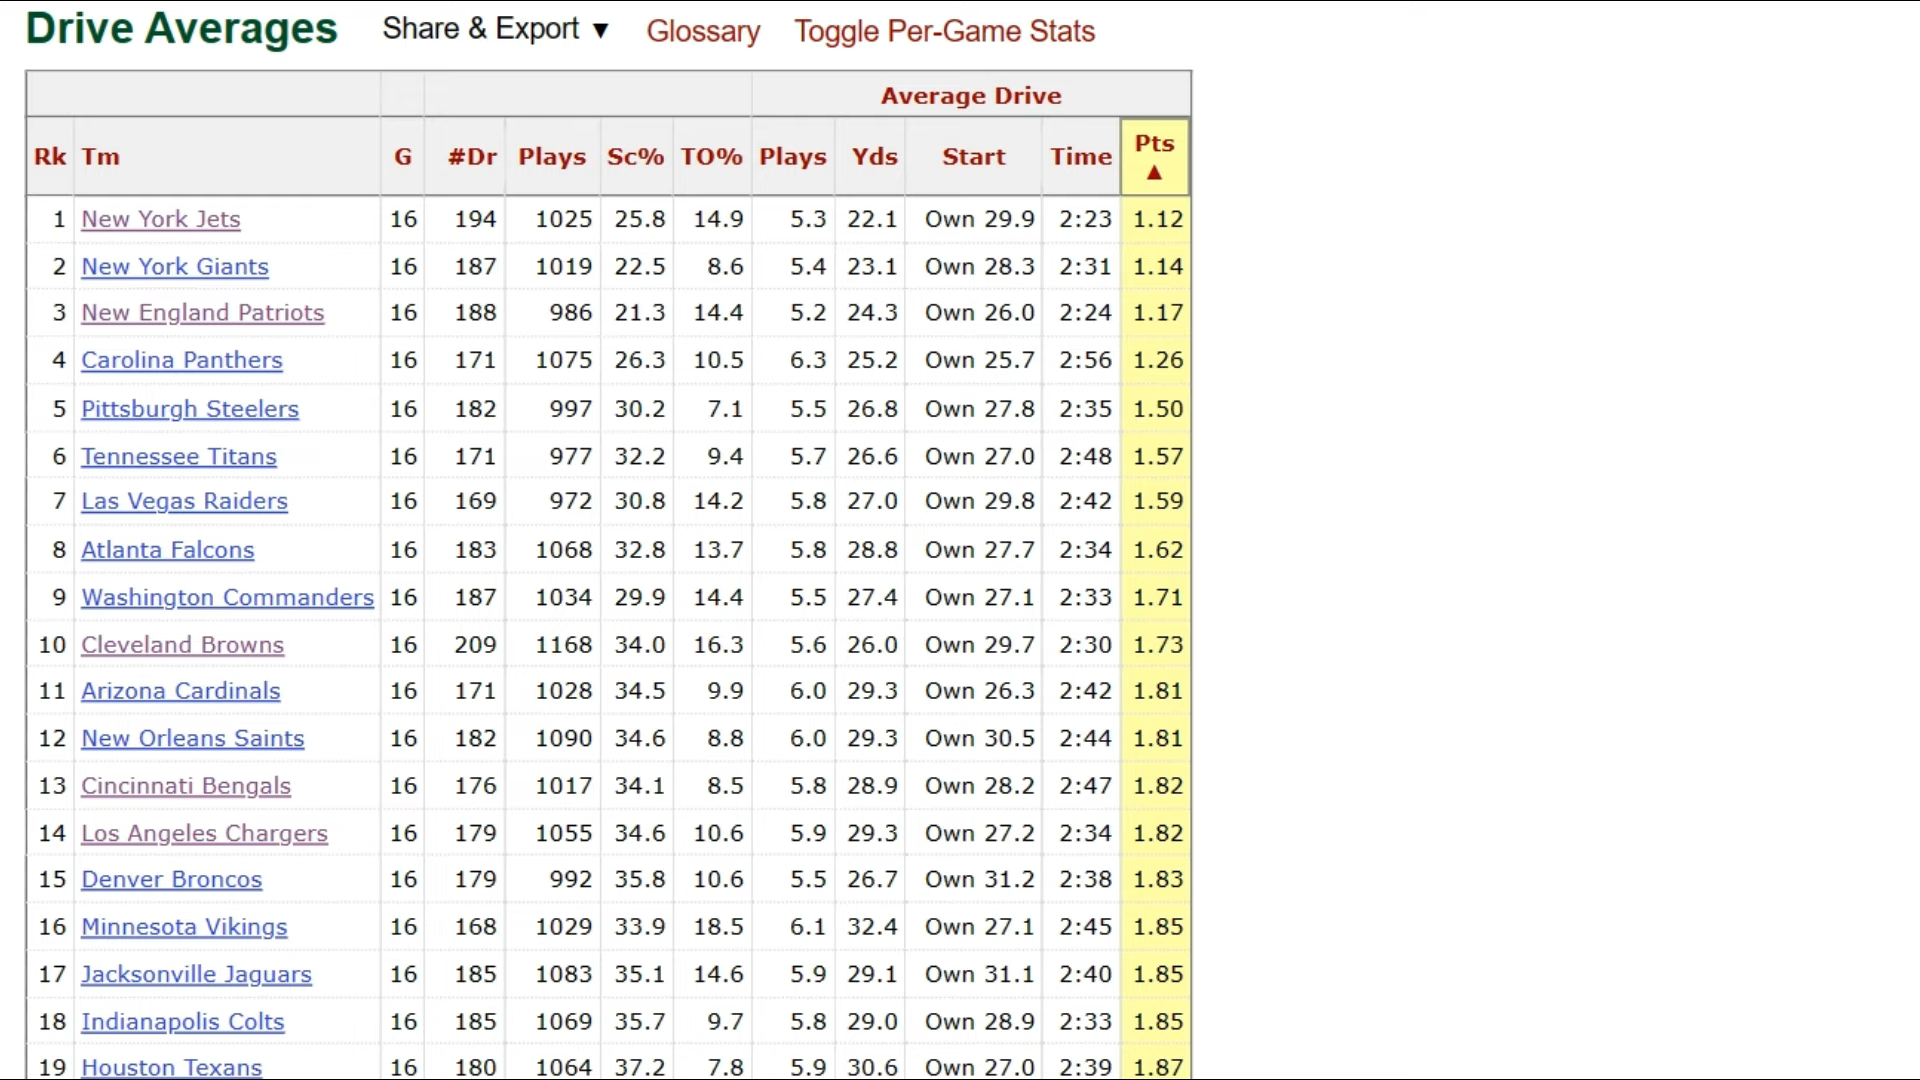 Drive Averages Share & Export ▼ Glossary Toggle Per-Game Stats
Average Drive
Rk Tm G #Dr Plays Sc% TO% Plays Yds Start Time Pts ▲
1 New York Jets 16 194 1025 25.8 14.9 5.3 22.1 Own 29.9 2:23 1.12
2 New York Giants 16 187 1019 22.5 8.6 5.4 23.1 Own 28.3 2:31 1.14
3 New England Patriots 16 188 986 21.3 14.4 5.2 24.3 Own 26.0 2:24 1.17
4 Carolina Panthers 16 171 1075 26.3 10.5 6.3 25.2 Own 25.7 2:56 1.26
5 Pittsburgh Steelers 16 182 997 30.2 7.1 5.5 26.8 Own 27.8 2:35 1.50
6 Tennessee Titans 16 171 977 32.2 9.4 5.7 26.6 Own 27.0 2:48 1.57
7 Las Vegas Raiders 16 169 972 30.8 14.2 5.8 27.0 Own 29.8 2:42 1.59
8 Atlanta Falcons 16 183 1068 32.8 13.7 5.8 28.8 Own 27.7 2:34 1.62
9 Washington Commanders 16 187 1034 29.9 14.4 5.5 27.4 Own 27.1 2:33 1.71
10 Cleveland Browns 16 209 1168 34.0 16.3 5.6 26.0 Own 29.7 2:30 1.73
11 Arizona Cardinals 16 171 1028 34.5 9.9 6.0 29.3 Own 26.3 2:42 1.81
12 New Orleans Saints 16 182 1090 34.6 8.8 6.0 29.3 Own 30.5 2:44 1.81
13 Cincinnati Bengals 16 176 1017 34.1 8.5 5.8 28.9 Own 28.2 2:47 1.82
14 Los Angeles Chargers 16 179 1055 34.6 10.6 5.9 29.3 Own 27.2 2:34 1.82
15 Denver Broncos 16 179 992 35.8 10.6 5.5 26.7 Own 31.2 2:38 1.83
16 Minnesota Vikings 16 168 1029 33.9 18.5 6.1 32.4 Own 27.1 2:45 1.85
17 Jacksonville Jaguars 16 185 1083 35.1 14.6 5.9 29.1 Own 31.1 2:40 1.85
18 Indianapolis Colts 16 185 1069 35.7 9.7 5.8 29.0 Own 28.9 2:33 1.85
19 Houston Texans 16 180 1064 37.2 7.8 5.9 30.6 Own 27.0 2:39 1.87